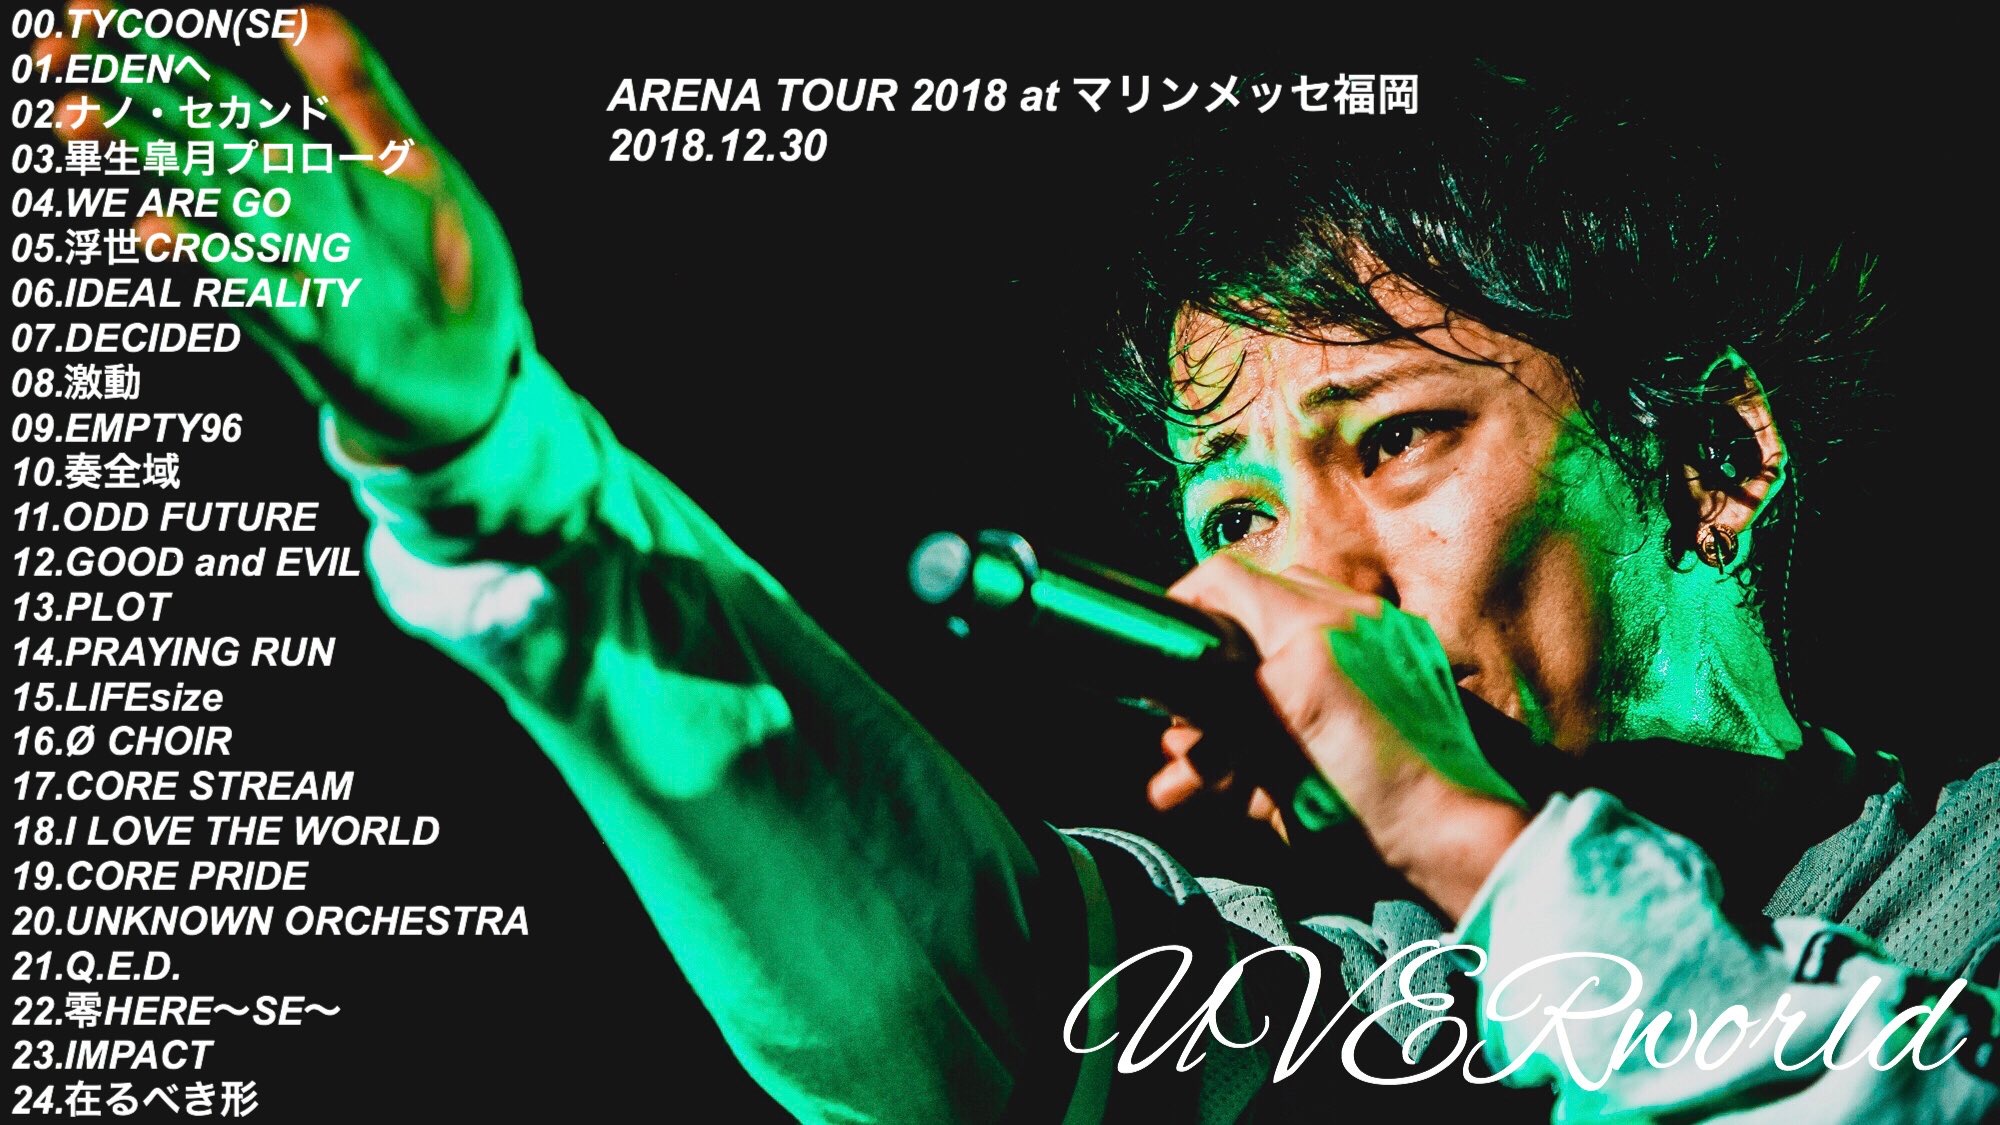 00.TYCOON(SE)
01.EDENへ
02.ナノ・セカンド
03.畢生皐月プロローグ
04.WE ARE GO
05.浮世CROSSING
06.IDEAL REALITY
07.DECIDED
08.激動
09.EMPTY96
10.奏全域
11.ODD FUTURE
12.GOOD and EVIL
13.PLOT
14.PRAYING RUN
15.LIFEsize
16.Ø CHOIR
17.CORE STREAM
18.I LOVE THE WORLD
19.CORE PRIDE
20.UNKNOWN ORCHESTRA
21.Q.E.D.
22.零HERE〜SE〜
23.IMPACT
24.在るべき形
ARENA TOUR 2018 at マリンメッセ福岡
2018.12.30
UVERworld